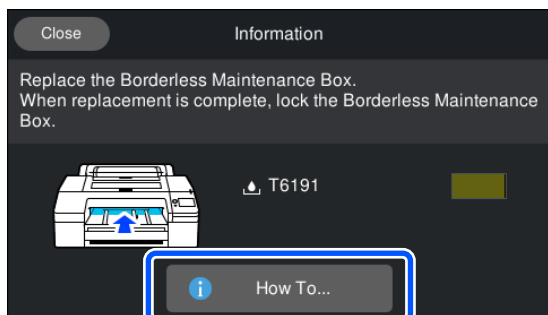 Close
Information
Replace the Borderless Maintenance Box.
When replacement is complete, lock the Borderless Maintenance
Box.
T6191
How To...